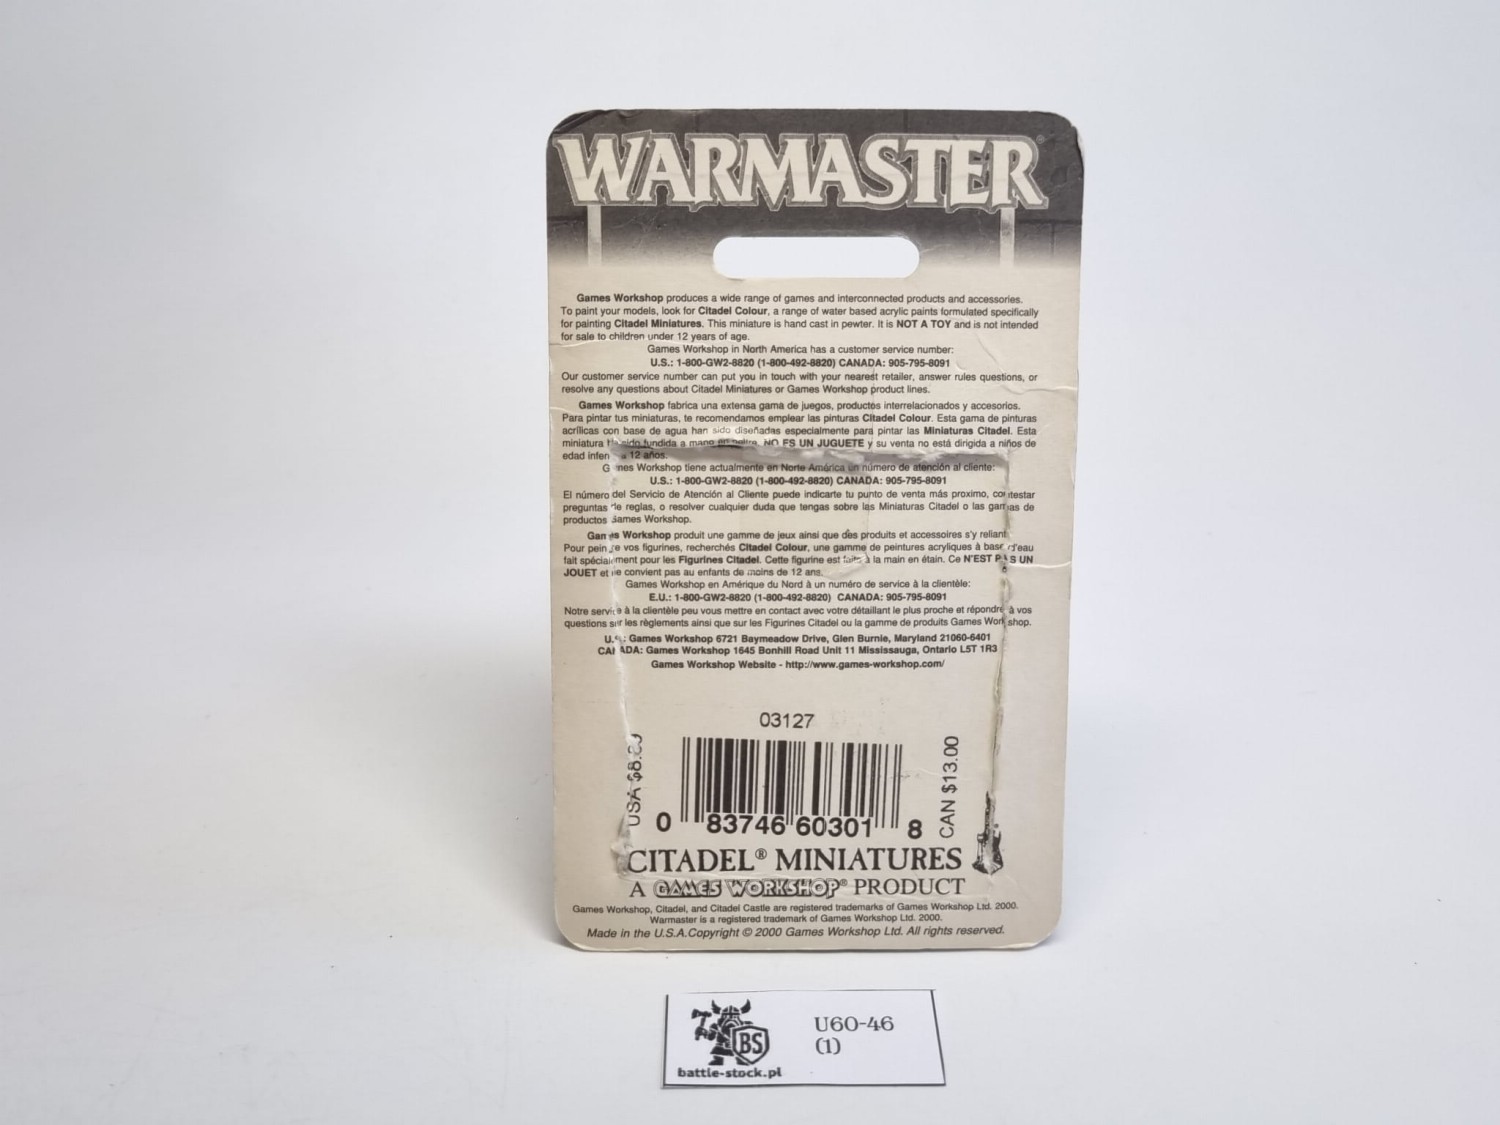 WARMASTER®
Games Workshop produces a wide range of games and interconnected products and accessories.
To paint your models, look for Citadel Colour, a range of water based acrylic paints formulated specifically
for painting Citadel Miniatures. This miniature is hand cast in pewter. It is NOT A TOY and is not intended
for sale to children under 12 years of age.
Games Workshop in North America has a customer service number:
U.S.: 1-800-GW2-8820 (1-800-492-8820) CANADA: 905-795-8091
Our customer service number can put you in touch with your nearest retailer, answer rules questions, or
resolve any questions about Citadel Miniatures or Games Workshop product lines.
Games Workshop fabrica una extensa gama de juegos, productos interrelacionados y accesorios.
Para pintar tus miniaturas, te recomendamos emplear las pinturas Citadel Colour. Esta gama de pinturas
acrílicas con base de agua han sido diseñadas especialmente para pintar las Miniaturas Citadel. Esta
miniatura sido fundida a mano en peltre. NO ES UN JUGUETE y su venta no está dirigida a niños de
edad a 12 años.
Games Workshop tiene actualmente en Norte América un número de atención al cliente:
U.S.: 1-800-GW2-8820 (1-800-492-8820) CANADA: 905-795-8091
El número del Servicio de Atención al Cliente puede indicarte tu punto de venta más proximo, contestar
preguntas de reglas, o resolver cualquier duda que tengas sobre las Miniaturas Citadel o las gamas de
productos Games Workshop.
Games Workshop produit une gamme de jeux ainsi que des produits et accessoires s'y reliant
Pour peindre vos figurines, recherchés Citadel Colour, une gamme de peintures acryliques à base d'eau
fait spécialement pour les Figurines Citadel. Cette figurine est faite à la main en étain. Ce N'EST PAS UN
JOUET et ne convient pas au enfants de moins de 12 ans.
Games Workshop en Amérique du Nord à un numéro de service à la clientèle:
E.U.: 1-800-GW2-8820 (1-800-492-8820) CANADA: 905-795-8091
Notre service à la clientèle peu vous mettre en contact avec votre détaillant le plus proche et répondre à vos
questions sur les règlements ainsi que sur les Figurines Citadel ou la gamme de produits Games Workshop.
U.S.: Games Workshop 6721 Baymeadow Drive, Glen Burnie, Maryland 21060-6401
CANADA: Games Workshop 1645 Bonhill Road Unit 11 Mississauga, Ontario L5T 1R3
Games Workshop Website - http://www.games-workshop.com/
03127
USA
CAN $13.00
0 83746 60301 8
CITADEL® MINIATURES
A GAMES WORKSHOP® PRODUCT
Games Workshop, Citadel, and Citadel Castle are registered trademarks of Games Workshop Ltd. 2000.
Warmaster is a registered trademark of Games Workshop Ltd. 2000.
Made in the U.S.A.Copyright © 2000 Games Workshop Ltd. All rights reserved.
BS
battle-stock.pl
U60-46
(1)